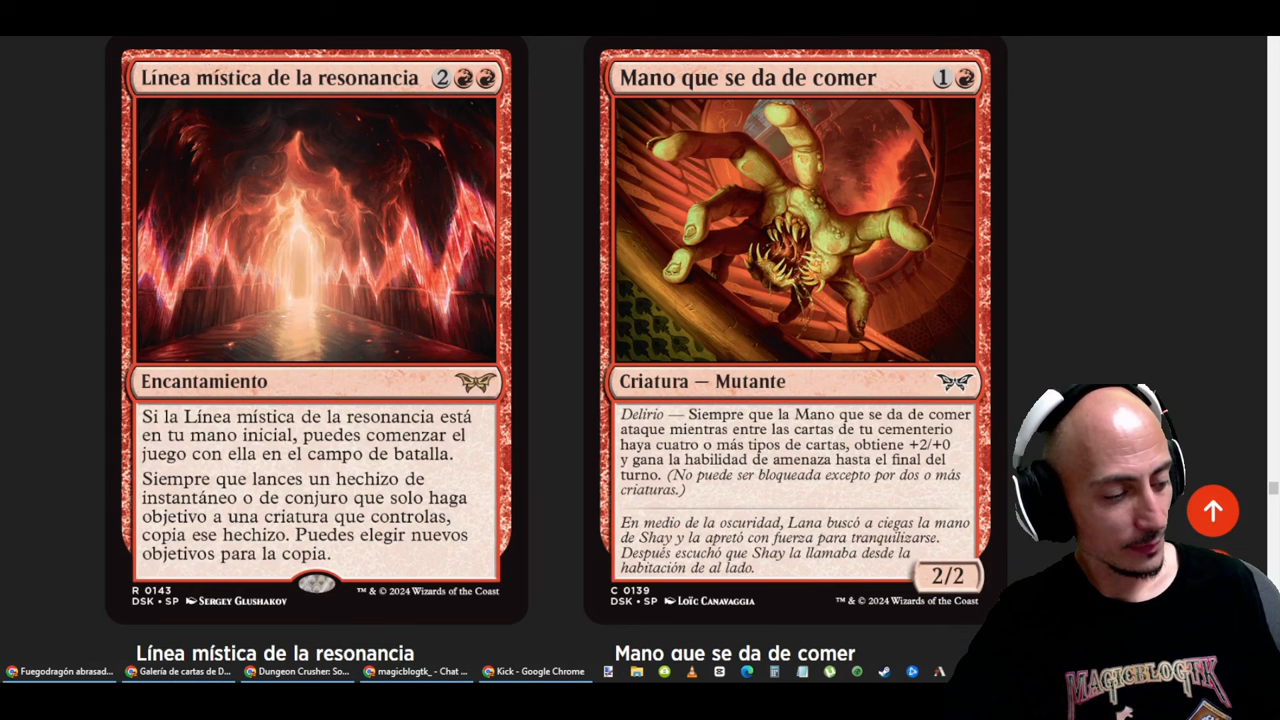 Línea mística de la resonancia 2
Encantamiento
Si la Línea mística de la resonancia está
en tu mano inicial, puedes comenzar el
juego con ella en el campo de batalla.
Siempre que lances un hechizo de
instantáneo o de conjuro que solo haga
objetivo a una criatura que controlas,
copia ese hechizo. Puedes elegir nuevos
objetivos para la copia.
R 0143
DSK • SP SERGEY GLUSHAKOV
™ & © 2024 Wizards of the Coast
Línea mística de la resonancia
Mano que se da de comer 1
Criatura — Mutante
Delirio — Siempre que la Mano que se da de comer
ataque mientras entre las cartas de tu cementerio
haya cuatro o más tipos de cartas, obtiene +2/+0
y gana la habilidad de amenaza hasta el final del
turno. (No puede ser bloqueada excepto por dos o más
criaturas.)
En medio de la oscuridad, Lana buscó a ciegas la mano
de Shay y la apretó con fuerza para tranquilizarse.
Después escuchó que Shay la llamaba desde la
habitación de al lado.
2/2
C 0139
DSK • SP LOÏC CANAVAGGIA
™ & © 2024 Wizards of the Coast
Mano que se da de comer
MAGICBLOGTK
Fuegodragón abrasad...
Galería de cartas de D...
Dungeon Crusher: So...
magicblogtk_ - Chat ...
Kick - Google Chrome